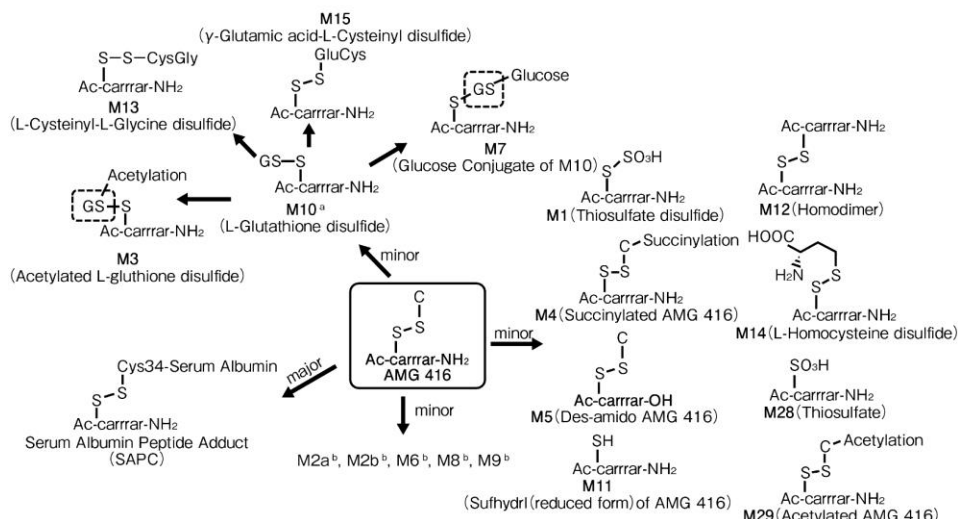 M15
(γ-Glutamic acid-L-Cysteinyl disulfide)
GluCys
S-S
Ac-carrrar-NH₂
S-S-CysGly
Ac-carrrar-NH₂
M13
(L-Cysteinyl-L-Glycine disulfide)
Glucose
GS
S
Ac-carrrar-NH₂
M7
(Glucose Conjugate of M10)
GS-S
Ac-carrrar-NH₂
M10ᵃ
(L-Glutathione disulfide)
Acetylation
GS+S
Ac-carrrar-NH₂
M3
(Acetylated L-gluthione disulfide)
minor
C
S-S
Ac-carrrar-NH₂
AMG 416
major
Cys34-Serum Albumin
S-S
Ac-carrrar-NH₂
Serum Albumin Peptide Adduct
(SAPC)
minor
M2aᵇ, M2bᵇ, M6ᵇ, M8ᵇ, M9ᵇ
minor
SO₃H
S
Ac-carrrar-NH₂
M1(Thiosulfate disulfide)
Ac-carrrar-NH₂
S-S
Ac-carrrar-NH₂
M12(Homodimer)
C-Succinylation
S-S
Ac-carrrar-NH₂
M4(Succinylated AMG 416)
HOOC
H₂N
S-S
Ac-carrrar-NH₂
M14(L-Homocysteine disulfide)
C
S-S
Ac-carrrar-OH
M5(Des-amido AMG 416)
SO₃H
Ac-carrrar-NH₂
M28(Thiosulfate)
SH
Ac-carrrar-NH₂
M11
(Sufhydrl(reduced form)of AMG 416)
C-Acetylation
S-S
Ac-carrrar-NH₂
M29(Acetylated AMG 416)